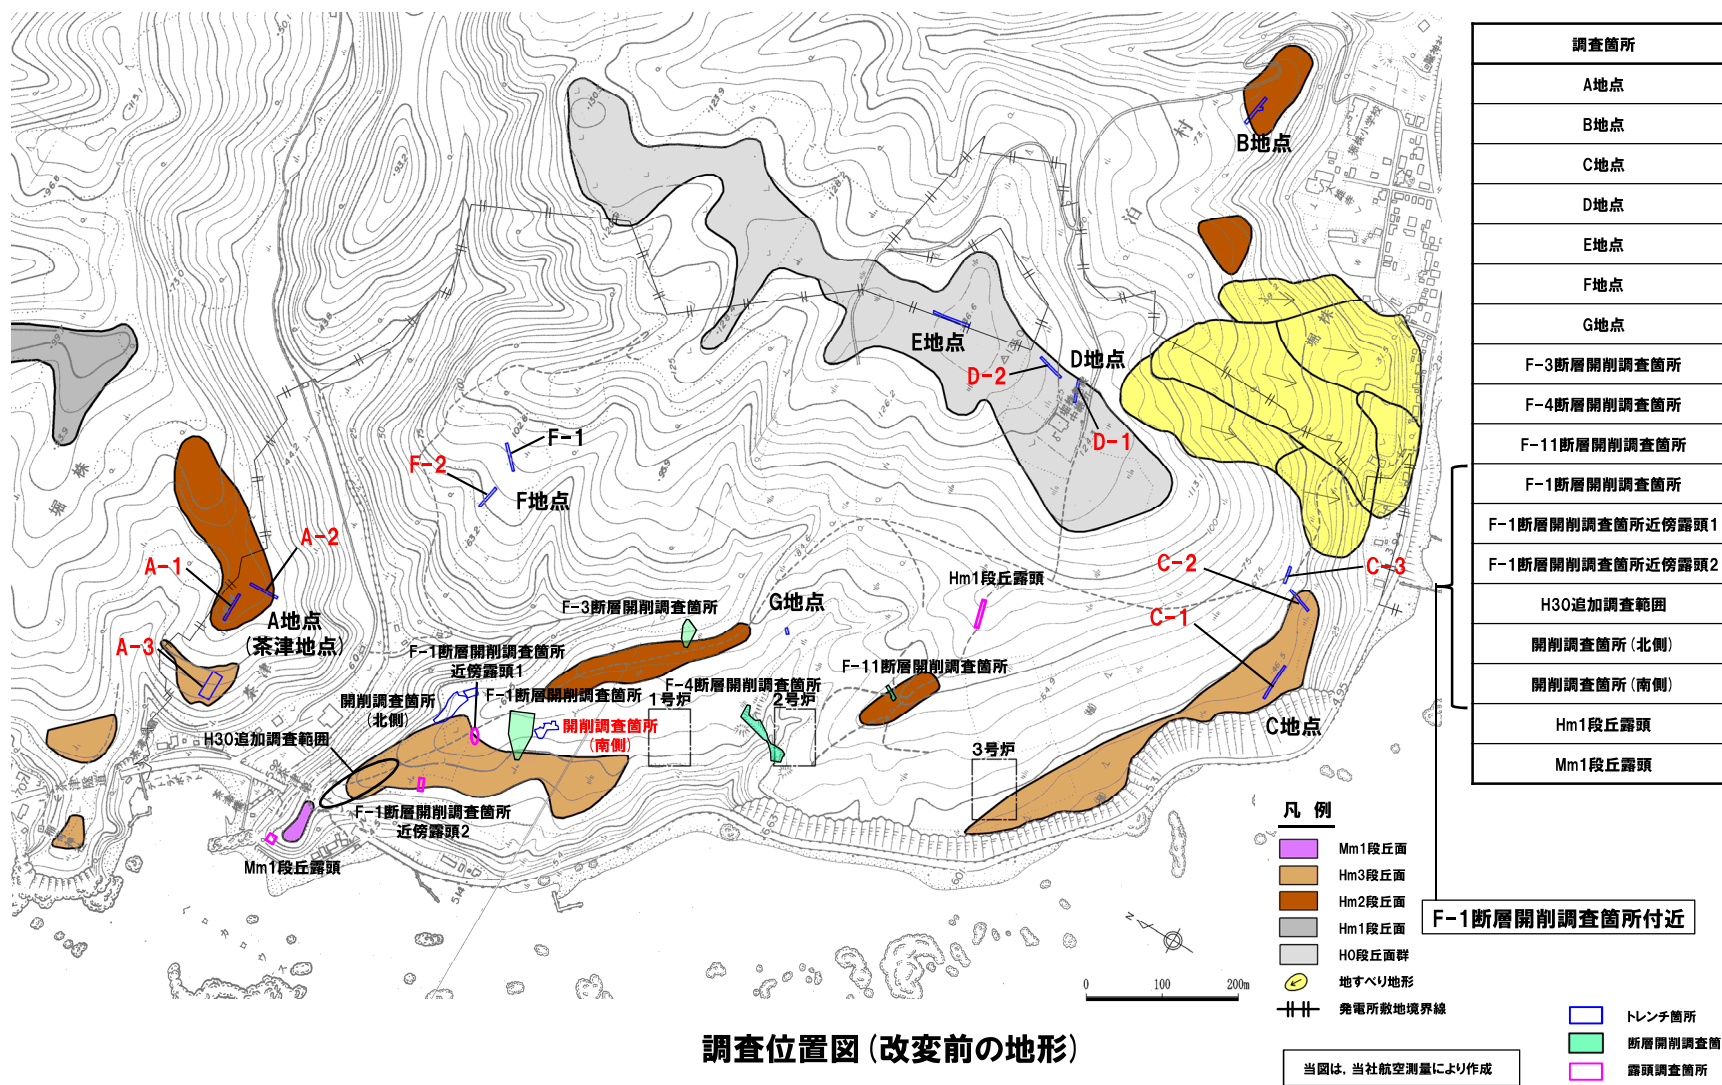 調査箇所
A地点
B地点
C地点
D地点
E地点
F地点
G地点
F-3断層開削調査箇所
F-4断層開削調査箇所
F-11断層開削調査箇所
F-1断層開削調査箇所
F-1断層開削調査箇所近傍露頭1
F-1断層開削調査箇所近傍露頭2
H30追加調査範囲
開削調査箇所(北側)
開削調査箇所(南側)
Hm1段丘露頭
Mm1段丘露頭
F-1断層開削調査箇所付近
B地点
E地点
D地点
D-2
D-1
F-1
F-2
F地点
A-2
A-1
A地点
(茶津地点)
A-3
C-2
C-3
C-1
C地点
Hm1段丘露頭
G地点
F-3断層開削調査箇所
F-1断層開削調査箇所
近傍露頭1
F-11断層開削調査箇所
F-4断層開削調査箇所
F-1断層開削調査箇所
開削調査箇所
(北側)
開削調査箇所
(南側)
1号炉
2号炉
3号炉
H30追加調査範囲
F-1断層開削調査箇所
近傍露頭2
Mm1段丘露頭
村
泊
堀株
堀株
茶津
堀株小学校
凡例
Mm1段丘面
Hm3段丘面
Hm2段丘面
Hm1段丘面
H0段丘面群
地すべり地形
発電所敷地境界線
トレンチ箇所
断層開削調査箇
露頭調査箇所
N
0 100 200m
調査位置図(改変前の地形)
当図は,当社航空測量により作成